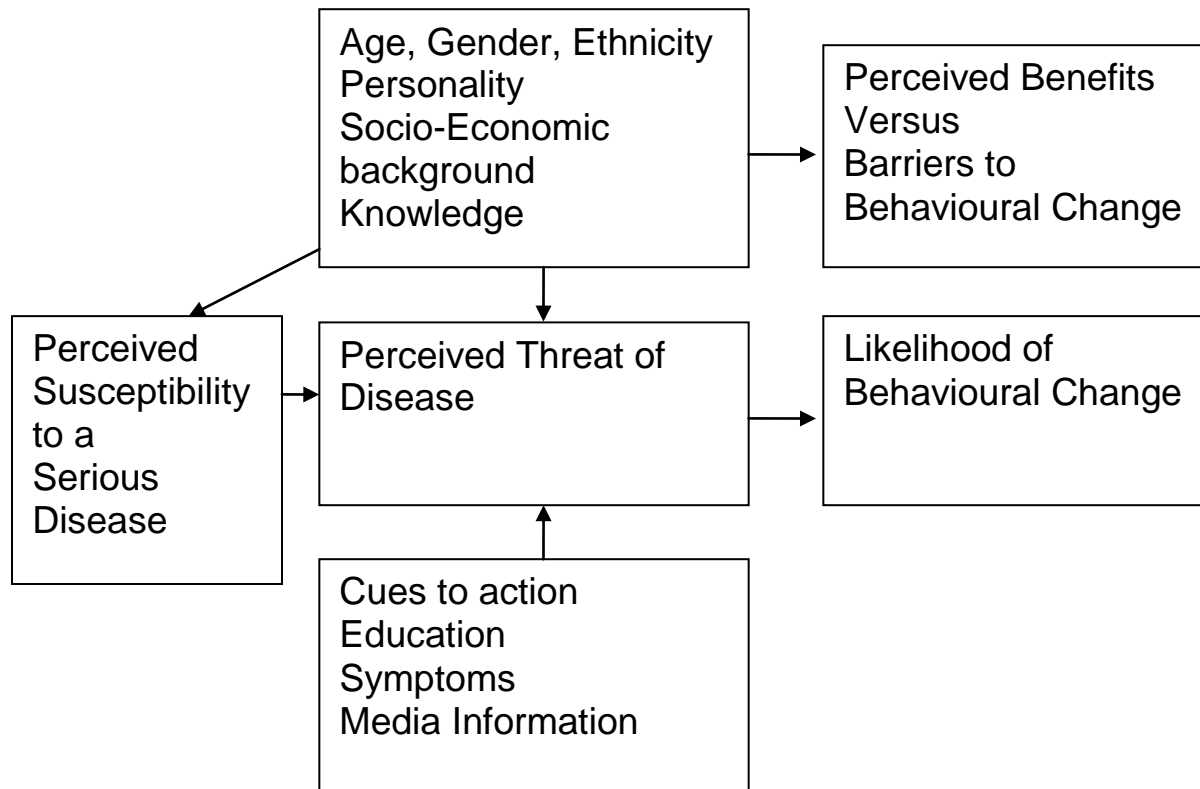 Age, Gender, Ethnicity
Personality
Socio-Economic
background
Knowledge
Perceived Benefits
Versus
Barriers to
Behavioural Change
Perceived
Susceptibility
to a
Serious
Disease
Perceived Threat of
Disease
Likelihood of
Behavioural Change
Cues to action
Education
Symptoms
Media Information